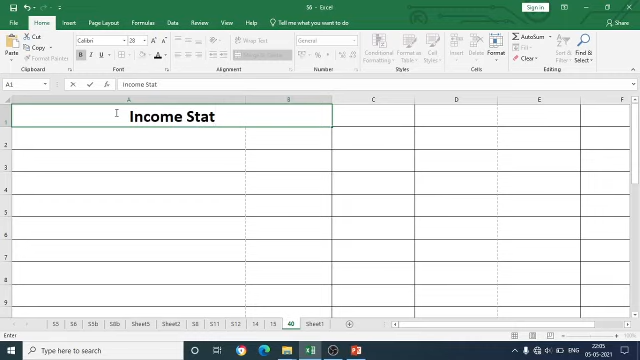 S6 - Excel
Sign in
File Home Insert Page Layout Formulas Data Review View Help Tell me what you want to do
Cut
Copy
Format Painter
Paste
Clipboard
Calibri 28
Font
Wrap Text
Merge & Center
Alignment
General
Number
Conditional Formatting
Format as Table
Cell Styles
Styles
Insert Delete Format
Cells
AutoSum
Fill
Clear
Sort & Filter
Find & Select
Editing
A1 fx Income Stat
A B C D E F
1 Income Stat
2
3
4
5
6
7
8
9
S5 S6 S5b S8b Sheet5 Sheet2 S8 S11 S12 14 15 40 Sheet1
Enter
Type here to search
ENG
22:05
05-05-2021